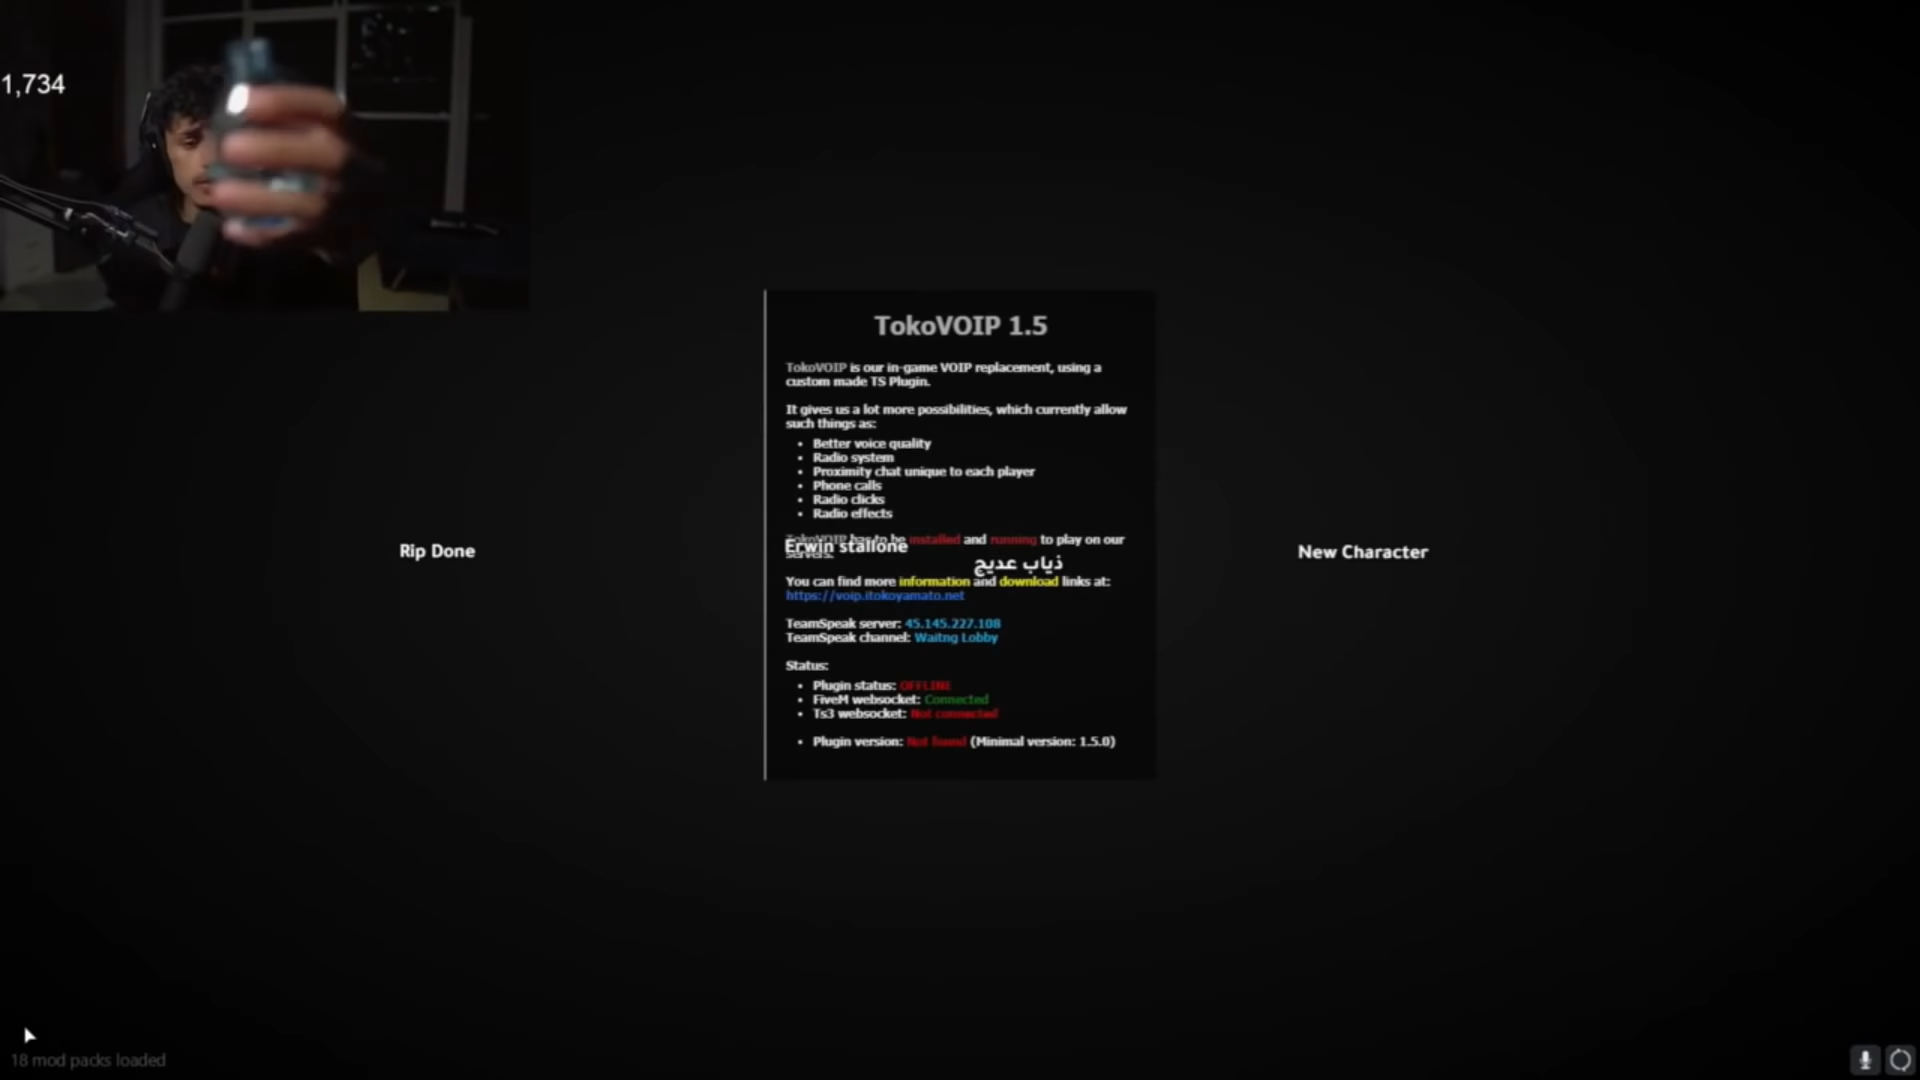 1,734
TokoVOIP 1.5
TokoVOIP is our in-game VOIP replacement, using a
custom made TS Plugin.
It gives us a lot more possibilities, which currently allow
such things as:
• Better voice quality
• Radio system
• Proximity chat unique to each player
• Phone calls
• Radio clicks
• Radio effects
TokoVOIP has to be installed and running to play on our
servers.
Rip Done
Erwin stallone
ذياب عديج
New Character
You can find more information and download links at:
https://voip.itokoyamato.net
TeamSpeak server: 45.145.227.108
TeamSpeak channel: Waitng Lobby
Status:
• Plugin status: OFFLINE
• FiveM websocket: Connected
• Ts3 websocket: Not connected
• Plugin version: Not found (Minimal version: 1.5.0)
18 mod packs loaded